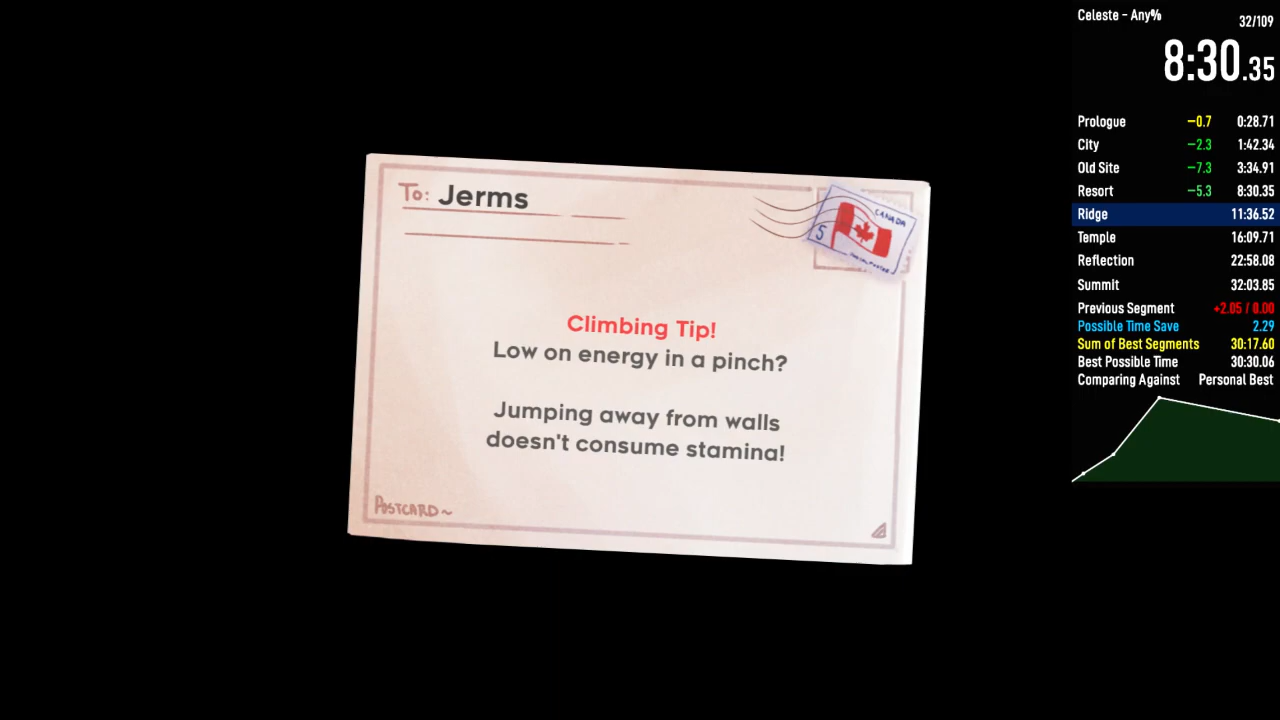 Celeste - Any%
32/109
8:30.35
Prologue -0.7 0:28.71
City -2.3 1:42.34
Old Site -7.3 3:34.91
Resort -5.3 8:30.35
Ridge 11:36.52
Temple 16:09.71
Reflection 22:58.08
Summit 32:03.85
Previous Segment +2.05 / 0.00
Possible Time Save 2.29
Sum of Best Segments 30:17.60
Best Possible Time 30:30.06
Comparing Against Personal Best
To: Jerms
CANADA
5
Climbing Tip!
Low on energy in a pinch?
Jumping away from walls
doesn't consume stamina!
POSTCARD~